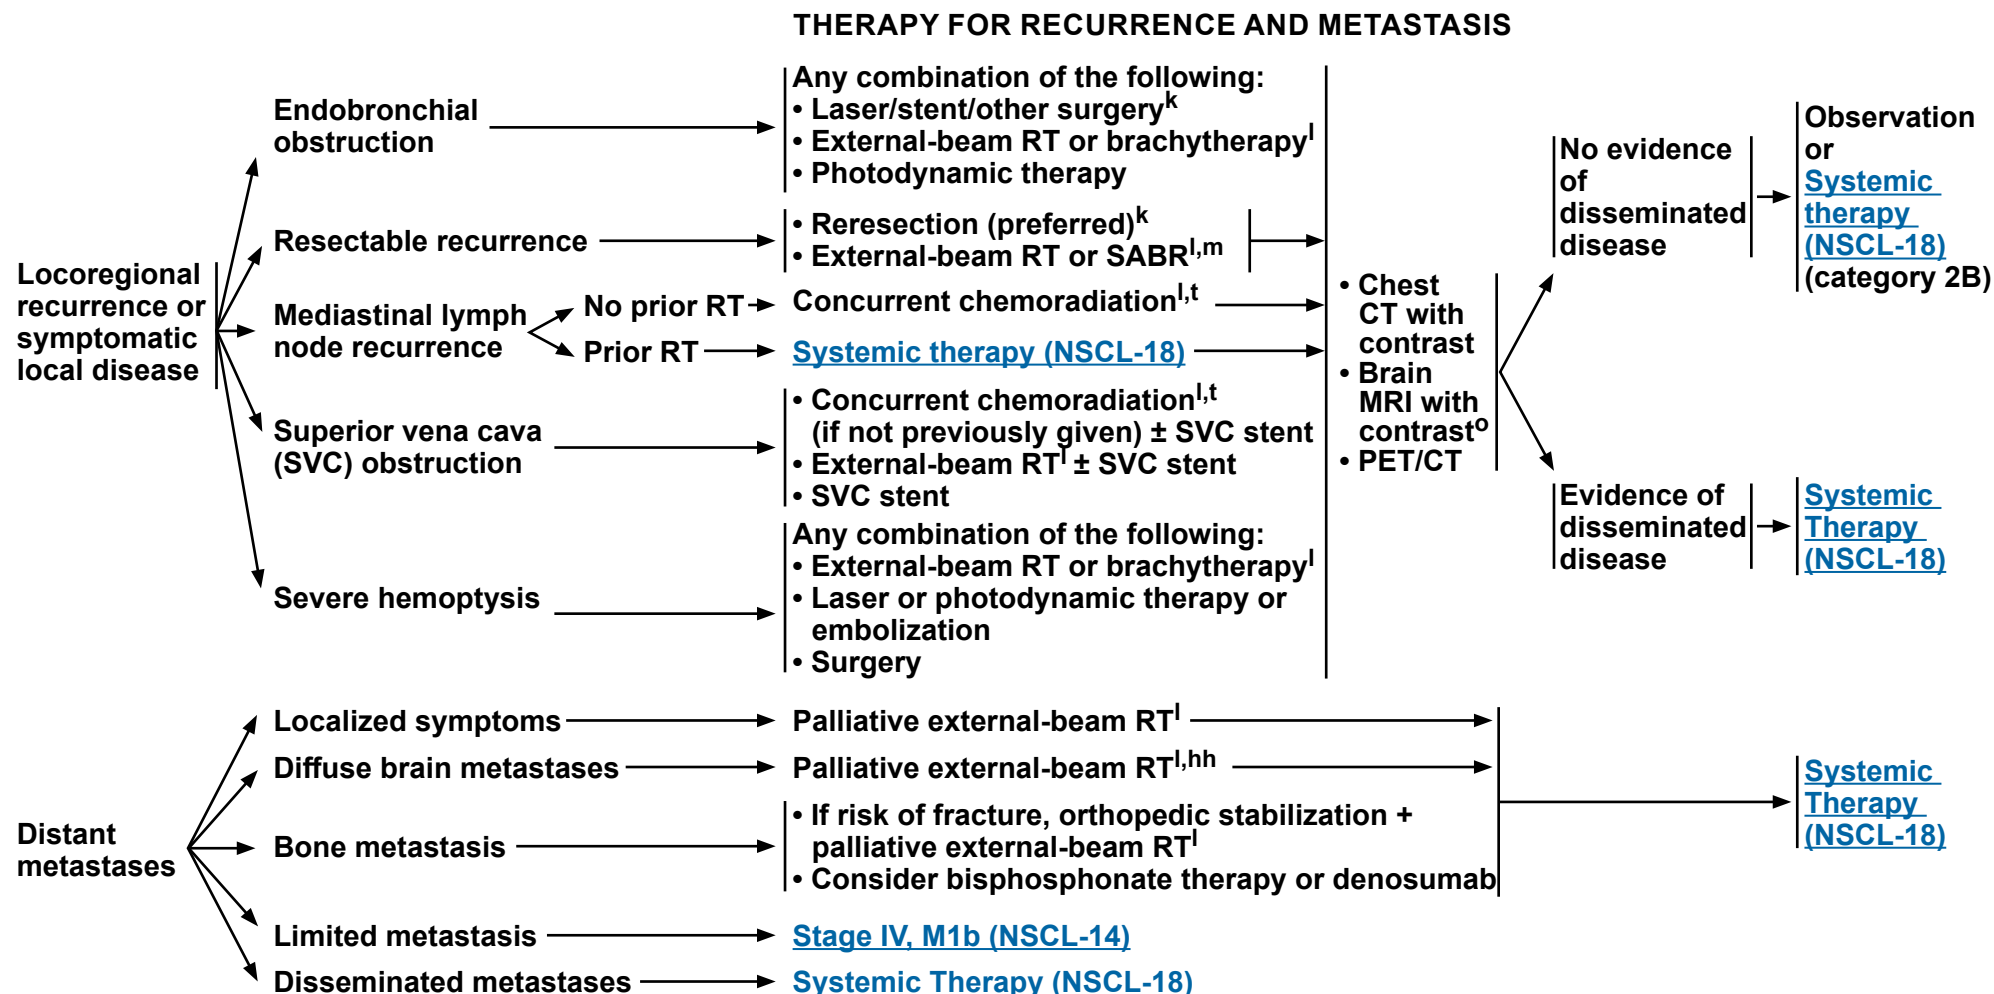 THERAPY FOR RECURRENCE AND METASTASIS
Locoregional
recurrence or
symptomatic
local disease
Endobronchial
obstruction
Any combination of the following:
• Laser/stent/other surgeryk
• External-beam RT or brachytherapyl
• Photodynamic therapy
Resectable recurrence
• Reresection (preferred)k
• External-beam RT or SABRl,m
Mediastinal lymph
node recurrence
No prior RT
Concurrent chemoradiationl,t
Prior RT
Systemic therapy (NSCL-18)
Superior vena cava
(SVC) obstruction
• Concurrent chemoradiationl,t
(if not previously given) ± SVC stent
• External-beam RTl ± SVC stent
• SVC stent
Severe hemoptysis
Any combination of the following:
• External-beam RT or brachytherapyl
• Laser or photodynamic therapy or
embolization
• Surgery
• Chest
CT with
contrast
• Brain
MRI with
contrasto
• PET/CT
No evidence
of
disseminated
disease
Observation
or
Systemic
therapy
(NSCL-18)
(category 2B)
Evidence of
disseminated
disease
Systemic
Therapy
(NSCL-18)
Distant
metastases
Localized symptoms
Palliative external-beam RTl
Diffuse brain metastases
Palliative external-beam RTl,hh
Bone metastasis
• If risk of fracture, orthopedic stabilization +
palliative external-beam RTl
• Consider bisphosphonate therapy or denosumab
Systemic
Therapy
(NSCL-18)
Limited metastasis
Stage IV, M1b (NSCL-14)
Disseminated metastases
Systemic Therapy (NSCL-18)